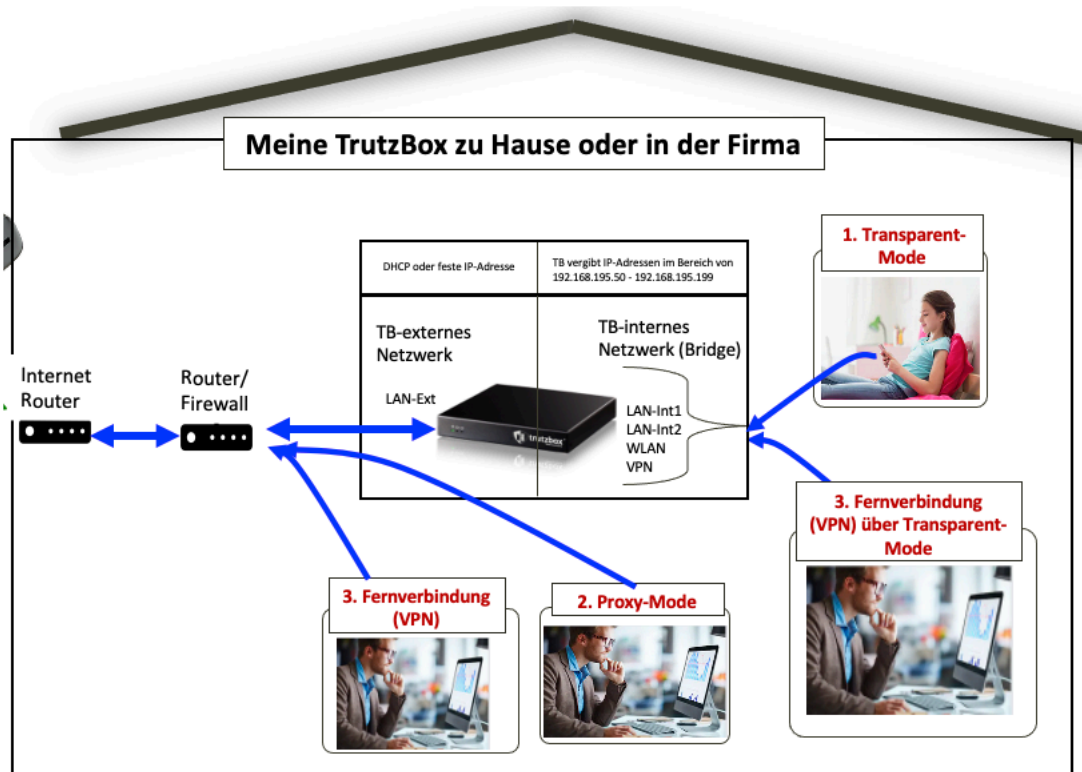 Meine TrutzBox zu Hause oder in der Firma
1. Transparent-
Mode
DHCP oder feste IP-Adresse
TB vergibt IP-Adressen im Bereich von
192.168.195.50 - 192.168.195.199
TB-externes
Netzwerk
TB-internes
Netzwerk (Bridge)
Internet
Router
Router/
Firewall
LAN-Ext
trutzbox
LAN-Int1
LAN-Int2
WLAN
VPN
3. Fernverbindung
(VPN) über Transparent-
Mode
3. Fernverbindung
(VPN)
2. Proxy-Mode